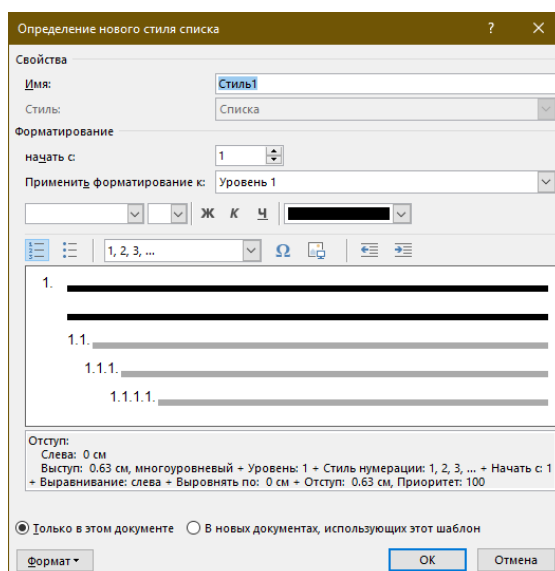 Определение нового стиля списка ? ×
Свойства
Имя: Стиль1
Стиль: Списка
Форматирование
начать с: 1
Применить форматирование к: Уровень 1
Ж К Ч
1, 2, 3, ... Ω
1.
1.1.
1.1.1.
1.1.1.1.
Отступ:
Слева: 0 см
Выступ: 0.63 см, многоуровневый + Уровень: 1 + Стиль нумерации: 1, 2, 3, ... + Начать с: 1
+ Выравнивание: слева + Выровнять по: 0 см + Отступ: 0.63 см, Приоритет: 100
Только в этом документе В новых документах, использующих этот шаблон
Формат ОК Отмена